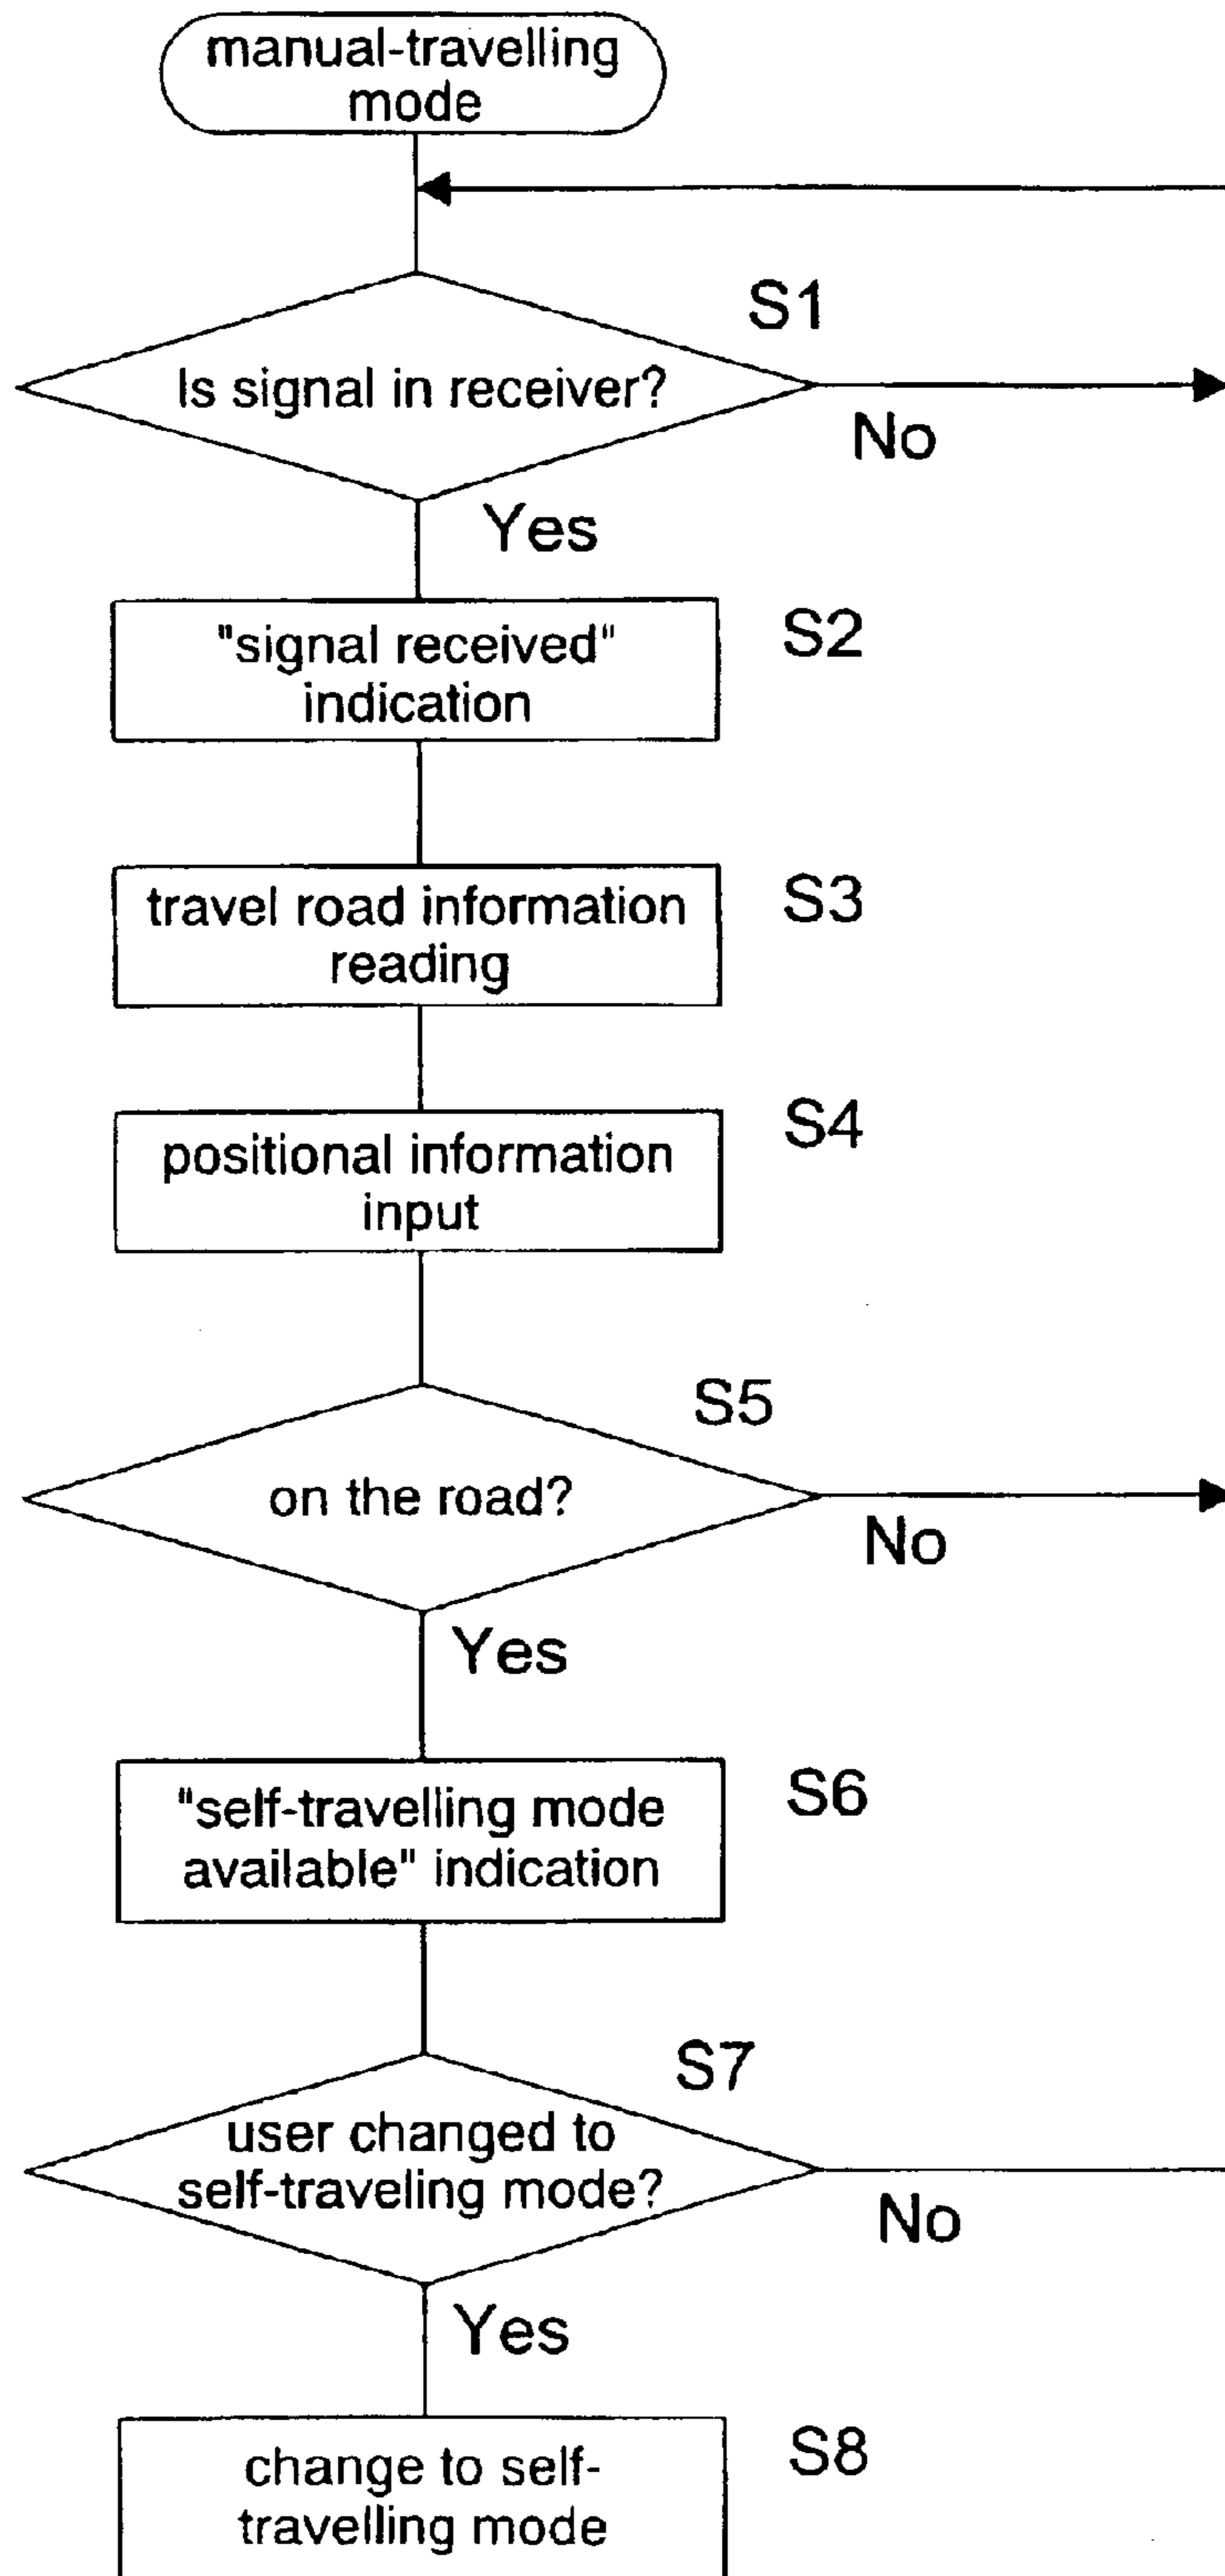 manual-travelling
mode
S1
Is signal in receiver?
No
Yes
"signal received"
indication
S2
travel road information
reading
S3
positional information
input
S4
S5
on the road?
No
Yes
"self-travelling mode
available" indication
S6
S7
user changed to
self-traveling mode?
No
Yes
change to self-
travelling mode
S8